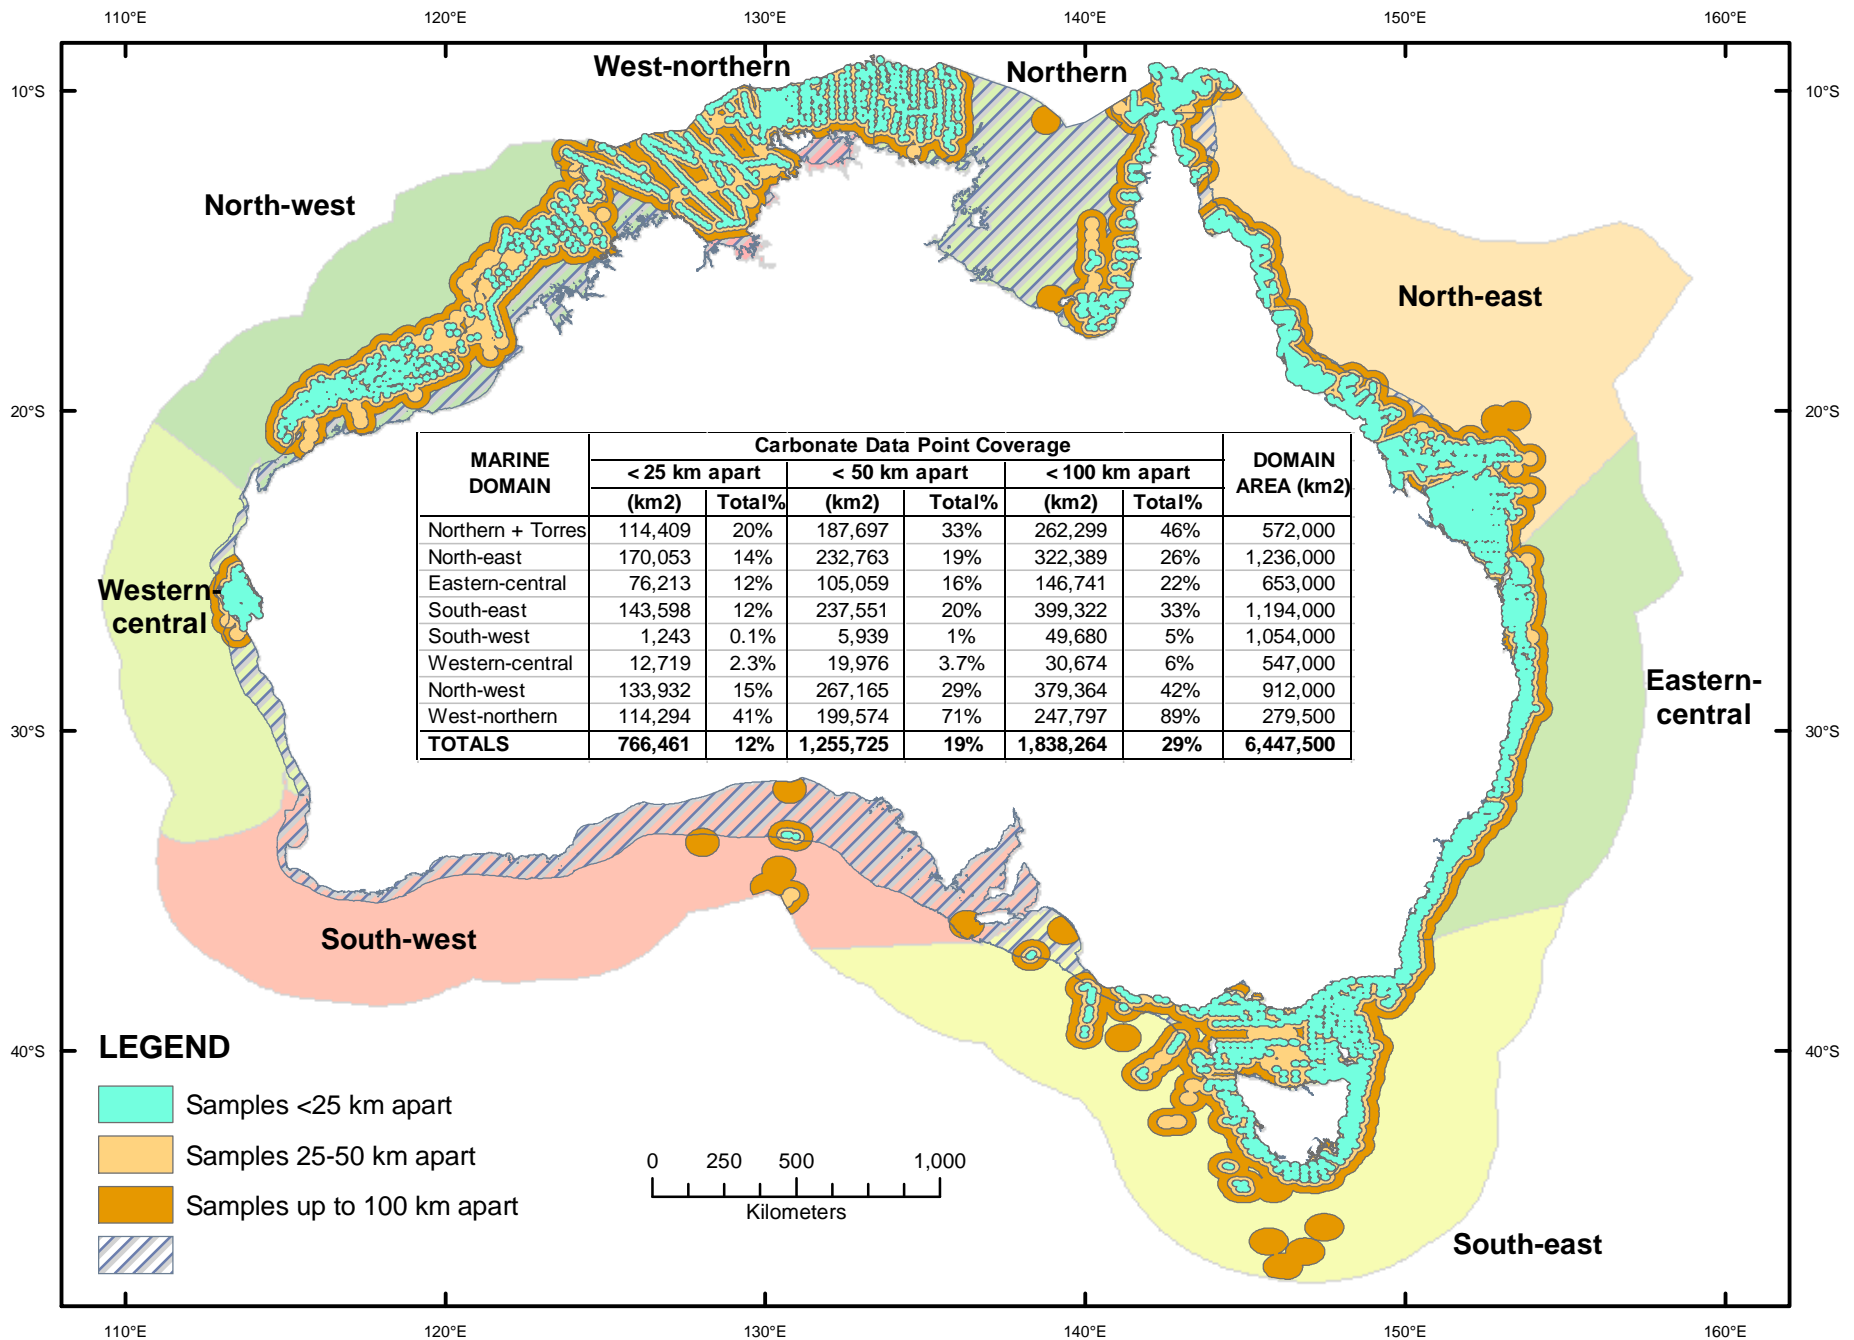 110°E 120°E 130°E 140°E 150°E 160°E
West-northern
Northern
10°S 10°S
North-west
North-east
20°S 20°S
MARINE DOMAIN Carbonate Data Point Coverage DOMAIN AREA (km2)
< 25 km apart < 50 km apart < 100 km apart
(km2) Total% (km2) Total% (km2) Total%
Northern + Torres 114,409 20% 187,697 33% 262,299 46% 572,000
North-east 170,053 14% 232,763 19% 322,389 26% 1,236,000
Eastern-central 76,213 12% 105,059 16% 146,741 22% 653,000
South-east 143,598 12% 237,551 20% 399,322 33% 1,194,000
South-west 1,243 0.1% 5,939 1% 49,680 5% 1,054,000
Western-central 12,719 2.3% 19,976 3.7% 30,674 6% 547,000
North-west 133,932 15% 267,165 29% 379,364 42% 912,000
West-northern 114,294 41% 199,574 71% 247,797 89% 279,500
TOTALS 766,461 12% 1,255,725 19% 1,838,264 29% 6,447,500
Western-
central
Eastern-
central
30°S 30°S
South-west
LEGEND
40°S 40°S
Samples <25 km apart
Samples 25-50 km apart
Samples up to 100 km apart
0 250 500 1,000
Kilometers
South-east
110°E 120°E 130°E 140°E 150°E 160°E